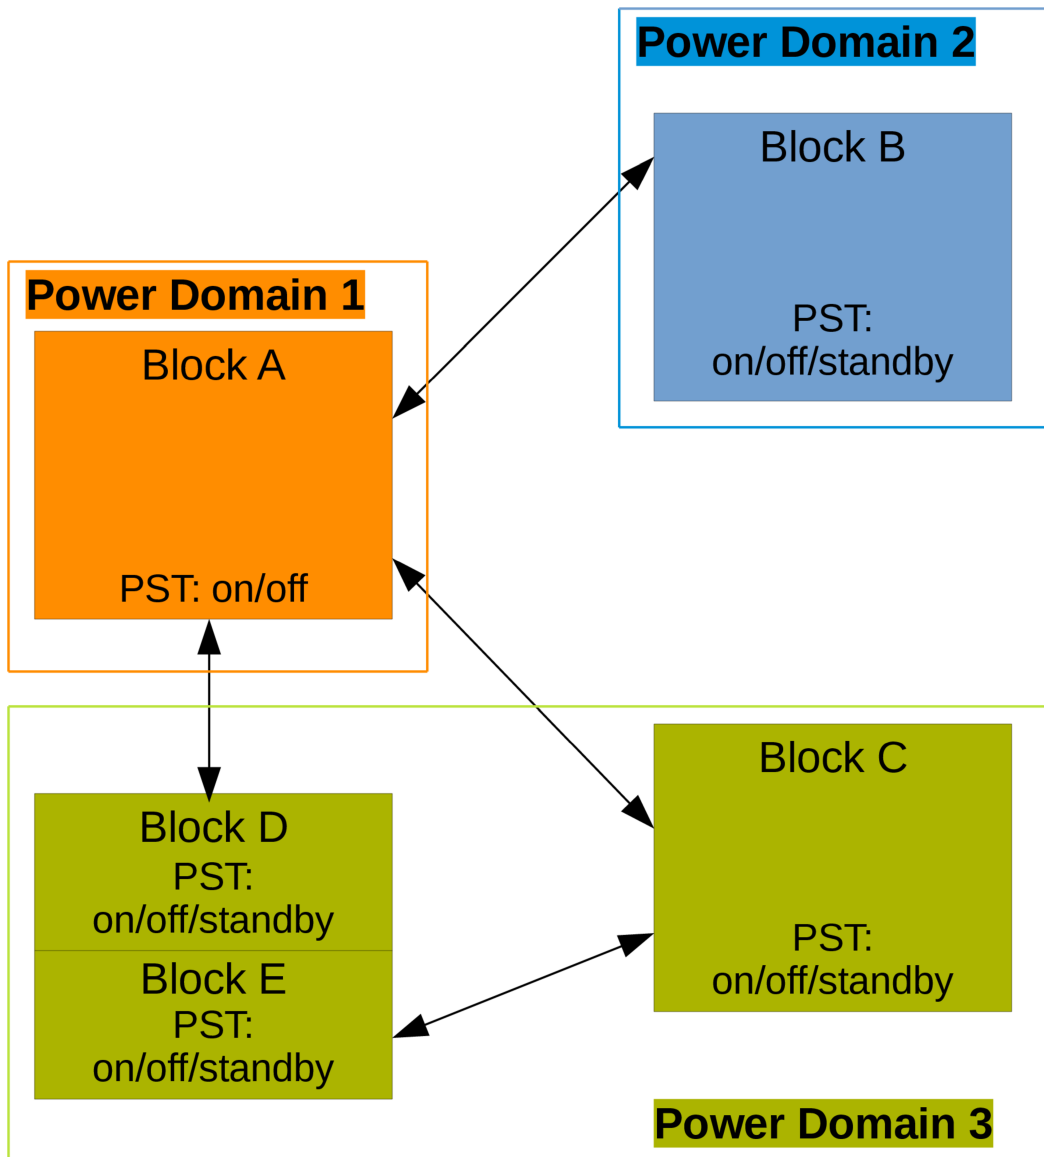 Power Domain 2
Block B
PST:
on/off/standby
Power Domain 1
Block A
PST: on/off
Block C
PST:
on/off/standby
Block D
PST:
on/off/standby
Block E
PST:
on/off/standby
Power Domain 3